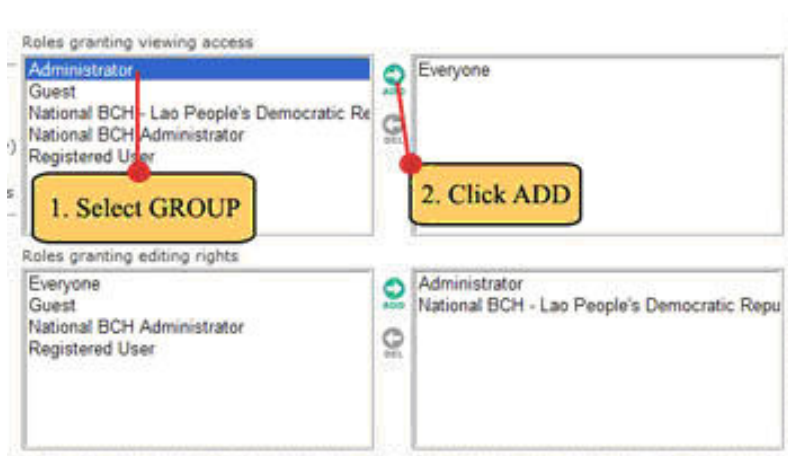 Roles granting viewing access
Administrator
Guest
National BCH - Lao People's Democratic Re
National BCH Administrator
Registered User
ADD
DEL
Everyone
1. Select GROUP
2. Click ADD
Roles granting editing rights
Everyone
Guest
National BCH Administrator
Registered User
ADD
DEL
Administrator
National BCH - Lao People's Democratic Repu